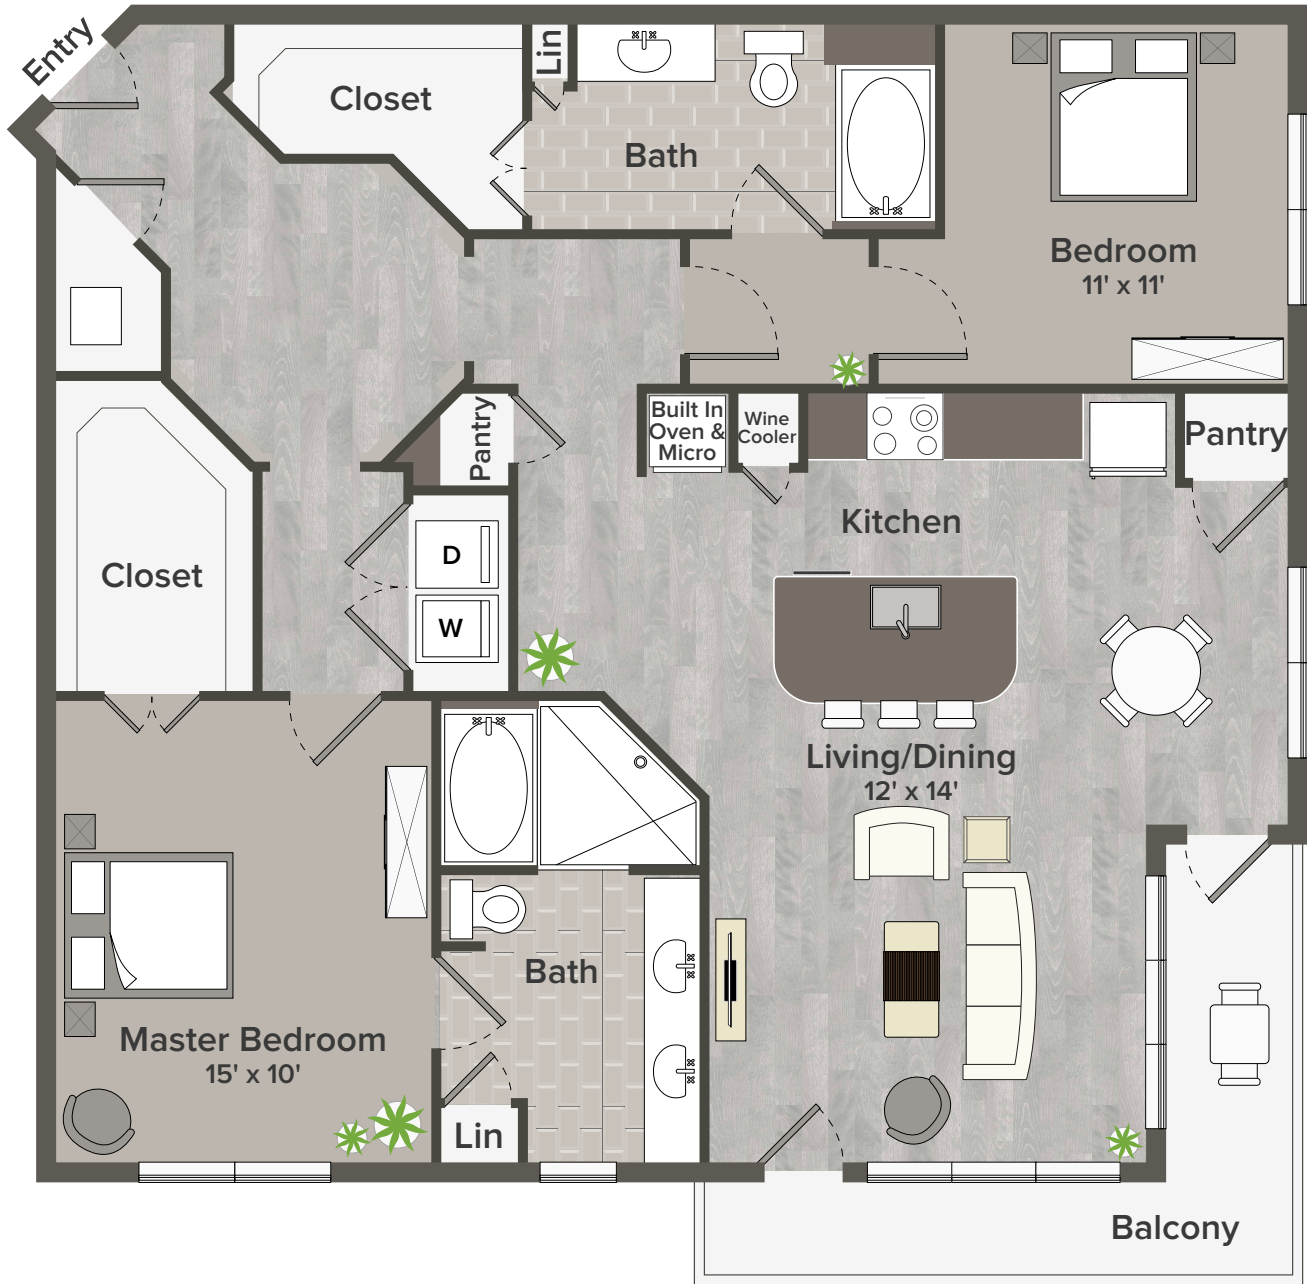 Entry
Closet
Lin
Bath
Bedroom
11' x 11'
Pantry
Built In
Oven &
Micro
Wine
Cooler
Pantry
Kitchen
Closet
D
W
Living/Dining
12' x 14'
Bath
Master Bedroom
15' x 10'
Lin
Balcony